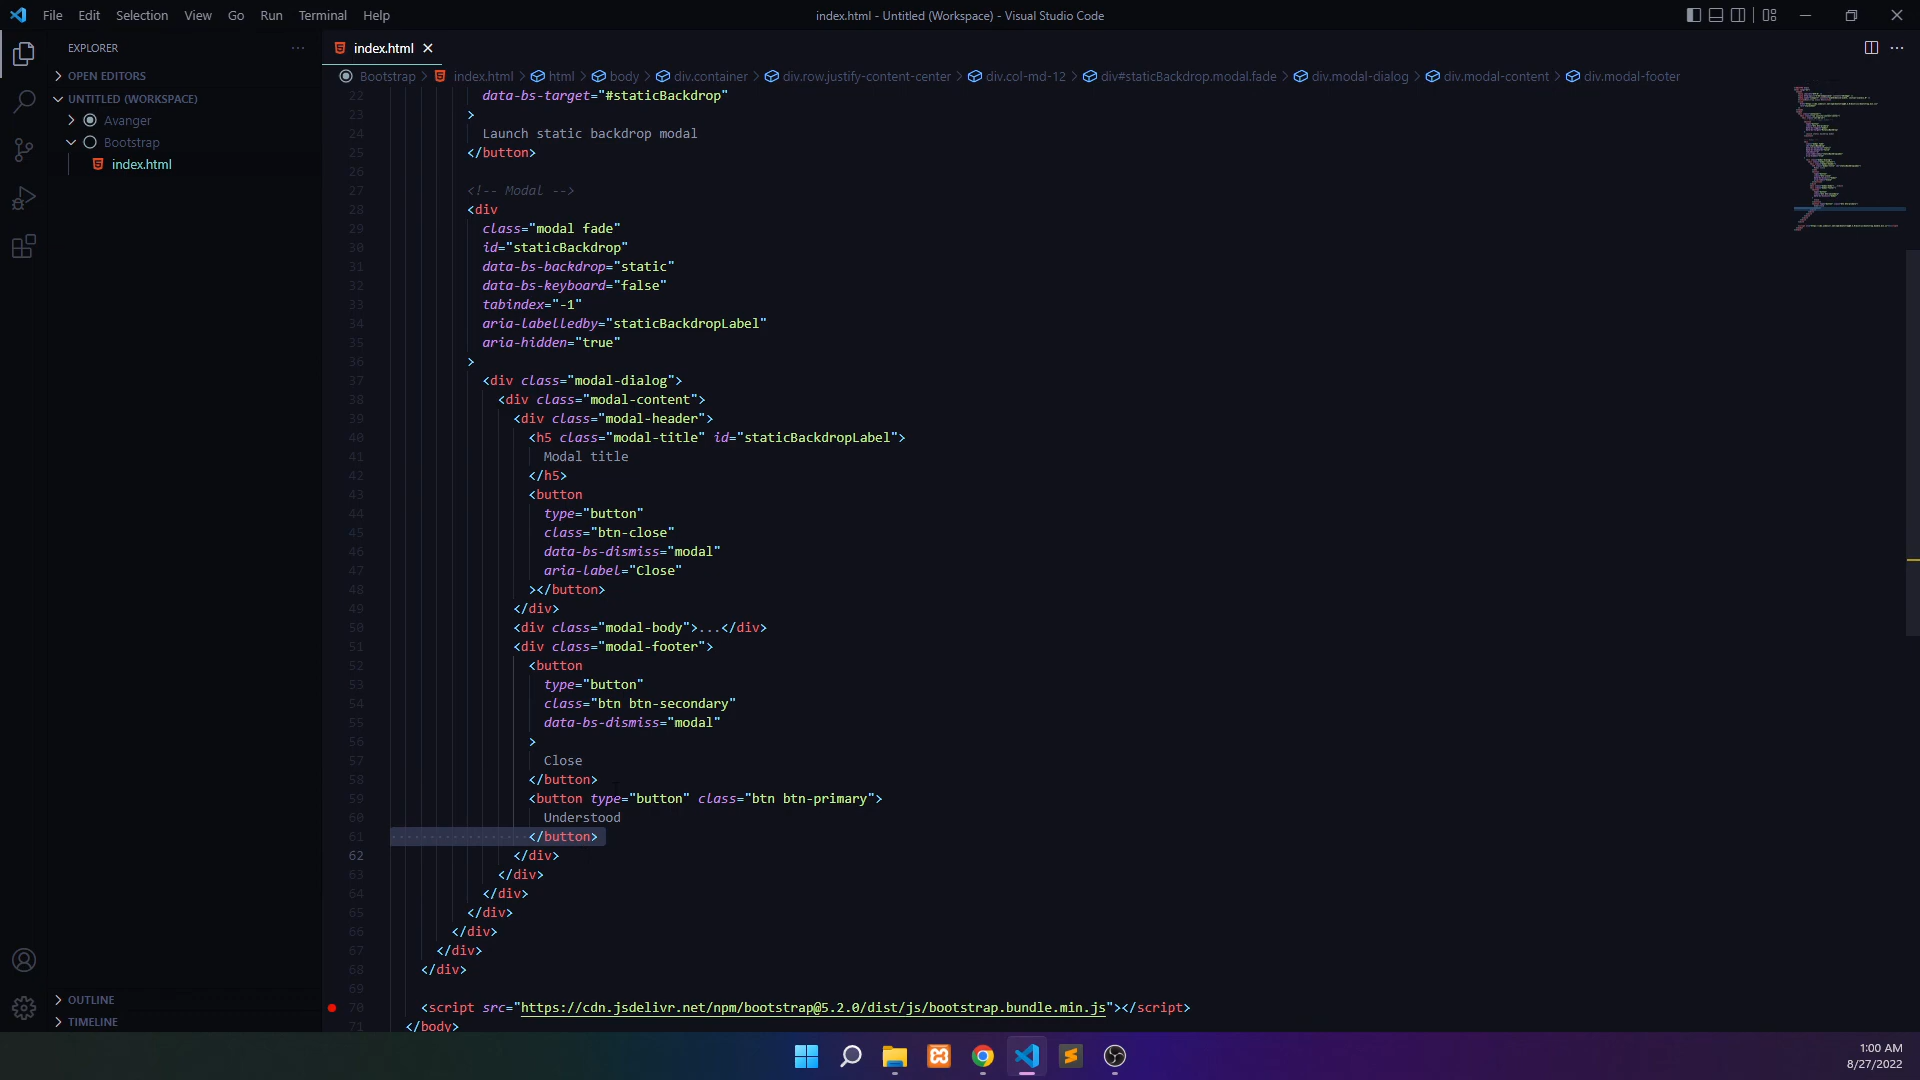 File Edit Selection View Go Run Terminal Help
index.html - Untitled (Workspace) - Visual Studio Code
EXPLORER
OPEN EDITORS
UNTITLED (WORKSPACE)
Avanger
Bootstrap
index.html
OUTLINE
TIMELINE
index.html
Bootstrap > index.html > html > body > div.container > div.row.justify-content-center > div.col-md-12 > div#staticBackdrop.modal.fade > div.modal-dialog > div.modal-content > div.modal-footer
22 data-bs-target="#staticBackdrop"
23 >
24 Launch static backdrop modal
25 </button>
26
27 <!-- Modal -->
28 <div
29 class="modal fade"
30 id="staticBackdrop"
31 data-bs-backdrop="static"
32 data-bs-keyboard="false"
33 tabindex="-1"
34 aria-labelledby="staticBackdropLabel"
35 aria-hidden="true"
36 >
37 <div class="modal-dialog">
38 <div class="modal-content">
39 <div class="modal-header">
40 <h5 class="modal-title" id="staticBackdropLabel">
41 Modal title
42 </h5>
43 <button
44 type="button"
45 class="btn-close"
46 data-bs-dismiss="modal"
47 aria-label="Close"
48 ></button>
49 </div>
50 <div class="modal-body">...</div>
51 <div class="modal-footer">
52 <button
53 type="button"
54 class="btn btn-secondary"
55 data-bs-dismiss="modal"
56 >
57 Close
58 </button>
59 <button type="button" class="btn btn-primary">
60 Understood
61 </button>
62 </div>
63 </div>
64 </div>
65 </div>
66 </div>
67 </div>
68 </div>
69
70 <script src="https://cdn.jsdelivr.net/npm/bootstrap@5.2.0/dist/js/bootstrap.bundle.min.js"></script>
71 </body>
1:00 AM
8/27/2022